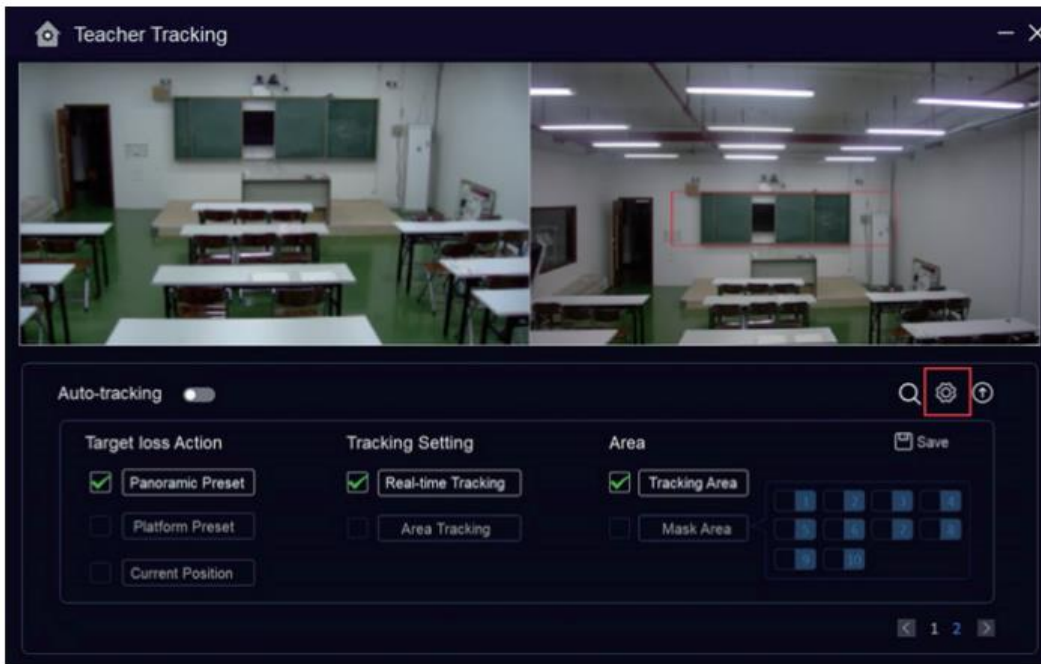 Teacher Tracking
Auto-tracking
Target loss Action
Tracking Setting
Area
Save
Panoramic Preset
Real-time Tracking
Tracking Area
Platform Preset
Area Tracking
Mask Area
1 2 3 4
5 6 7 8
9 10
Current Position
1 2